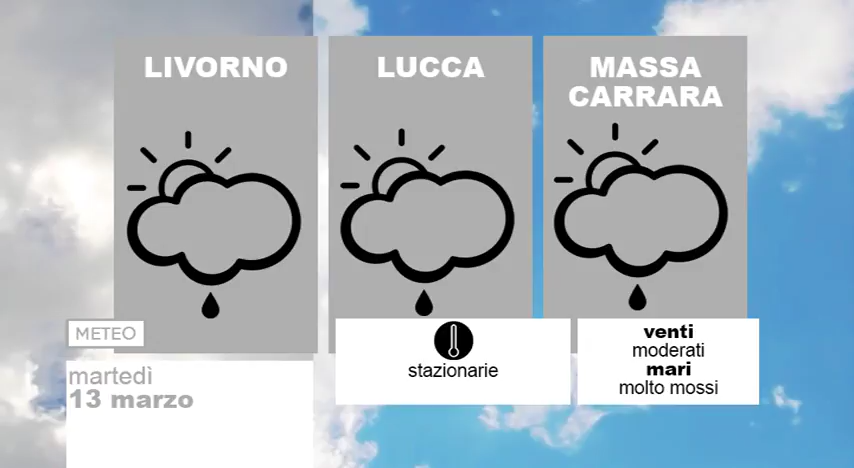 LIVORNO
LUCCA
MASSA
CARRARA
METEO
martedì
13 marzo
stazionarie
venti
moderati
mari
molto mossi